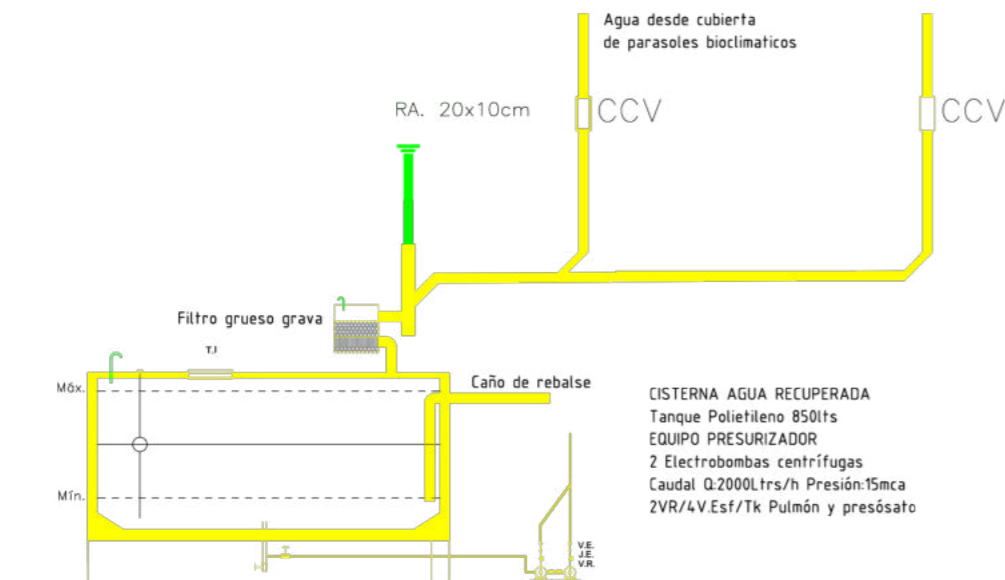 Agua desde cubierta
de parasoles bioclimaticos
RA. 20x10cm
CCV
CCV
Filtro grueso grava
T.I
Máx.
Caño de rebalse
Mín.
CISTERNA AGUA RECUPERADA
Tanque Polietileno 850lts
EQUIPO PRESURIZADOR
2 Electrobombas centrífugas
Caudal Q:2000Ltrs/h Presión:15mca
2VR/4V.Esf/Tk Pulmón y presósato
V.E.
J.E.
V.R.